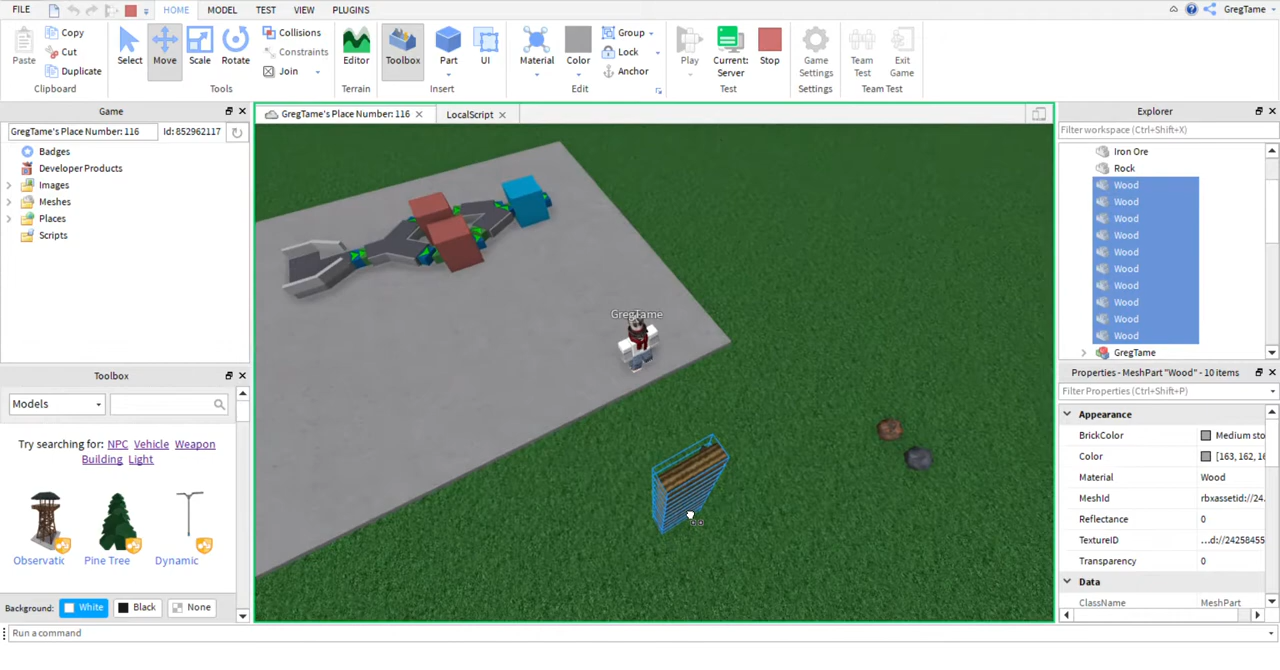 FILE HOME MODEL TEST VIEW PLUGINS GregTame
Paste Copy Cut Duplicate Clipboard
Select Move Scale Rotate Collisions Constraints Join Tools
Editor Terrain
Toolbox Part UI Insert
Material Color Group Lock Anchor Edit
Play Current: Server Stop Test
Game Settings Settings
Team Test Exit Game Team Test
Game
GregTame's Place Number: 116 Id: 852962117
Badges
Developer Products
Images
Meshes
Places
Scripts
Toolbox
Models
Try searching for: NPC Vehicle Weapon
Building Light
Observatic Pine Tree Dynamic
Background: White Black None
Run a command
GregTame's Place Number: 116 LocalScript
GregTame
Explorer
Filter workspace (Ctrl+Shift+X)
Iron Ore
Rock
Wood
Wood
Wood
Wood
Wood
Wood
Wood
Wood
Wood
Wood
GregTame
Properties - MeshPart "Wood" - 10 items
Filter Properties (Ctrl+Shift+P)
Appearance
BrickColor Medium sto
Color [163, 162, 16
Material Wood
MeshId rbxassetid://24.
Reflectance 0
TextureID ...d://24258455
Transparency 0
Data
ClassName MeshPart